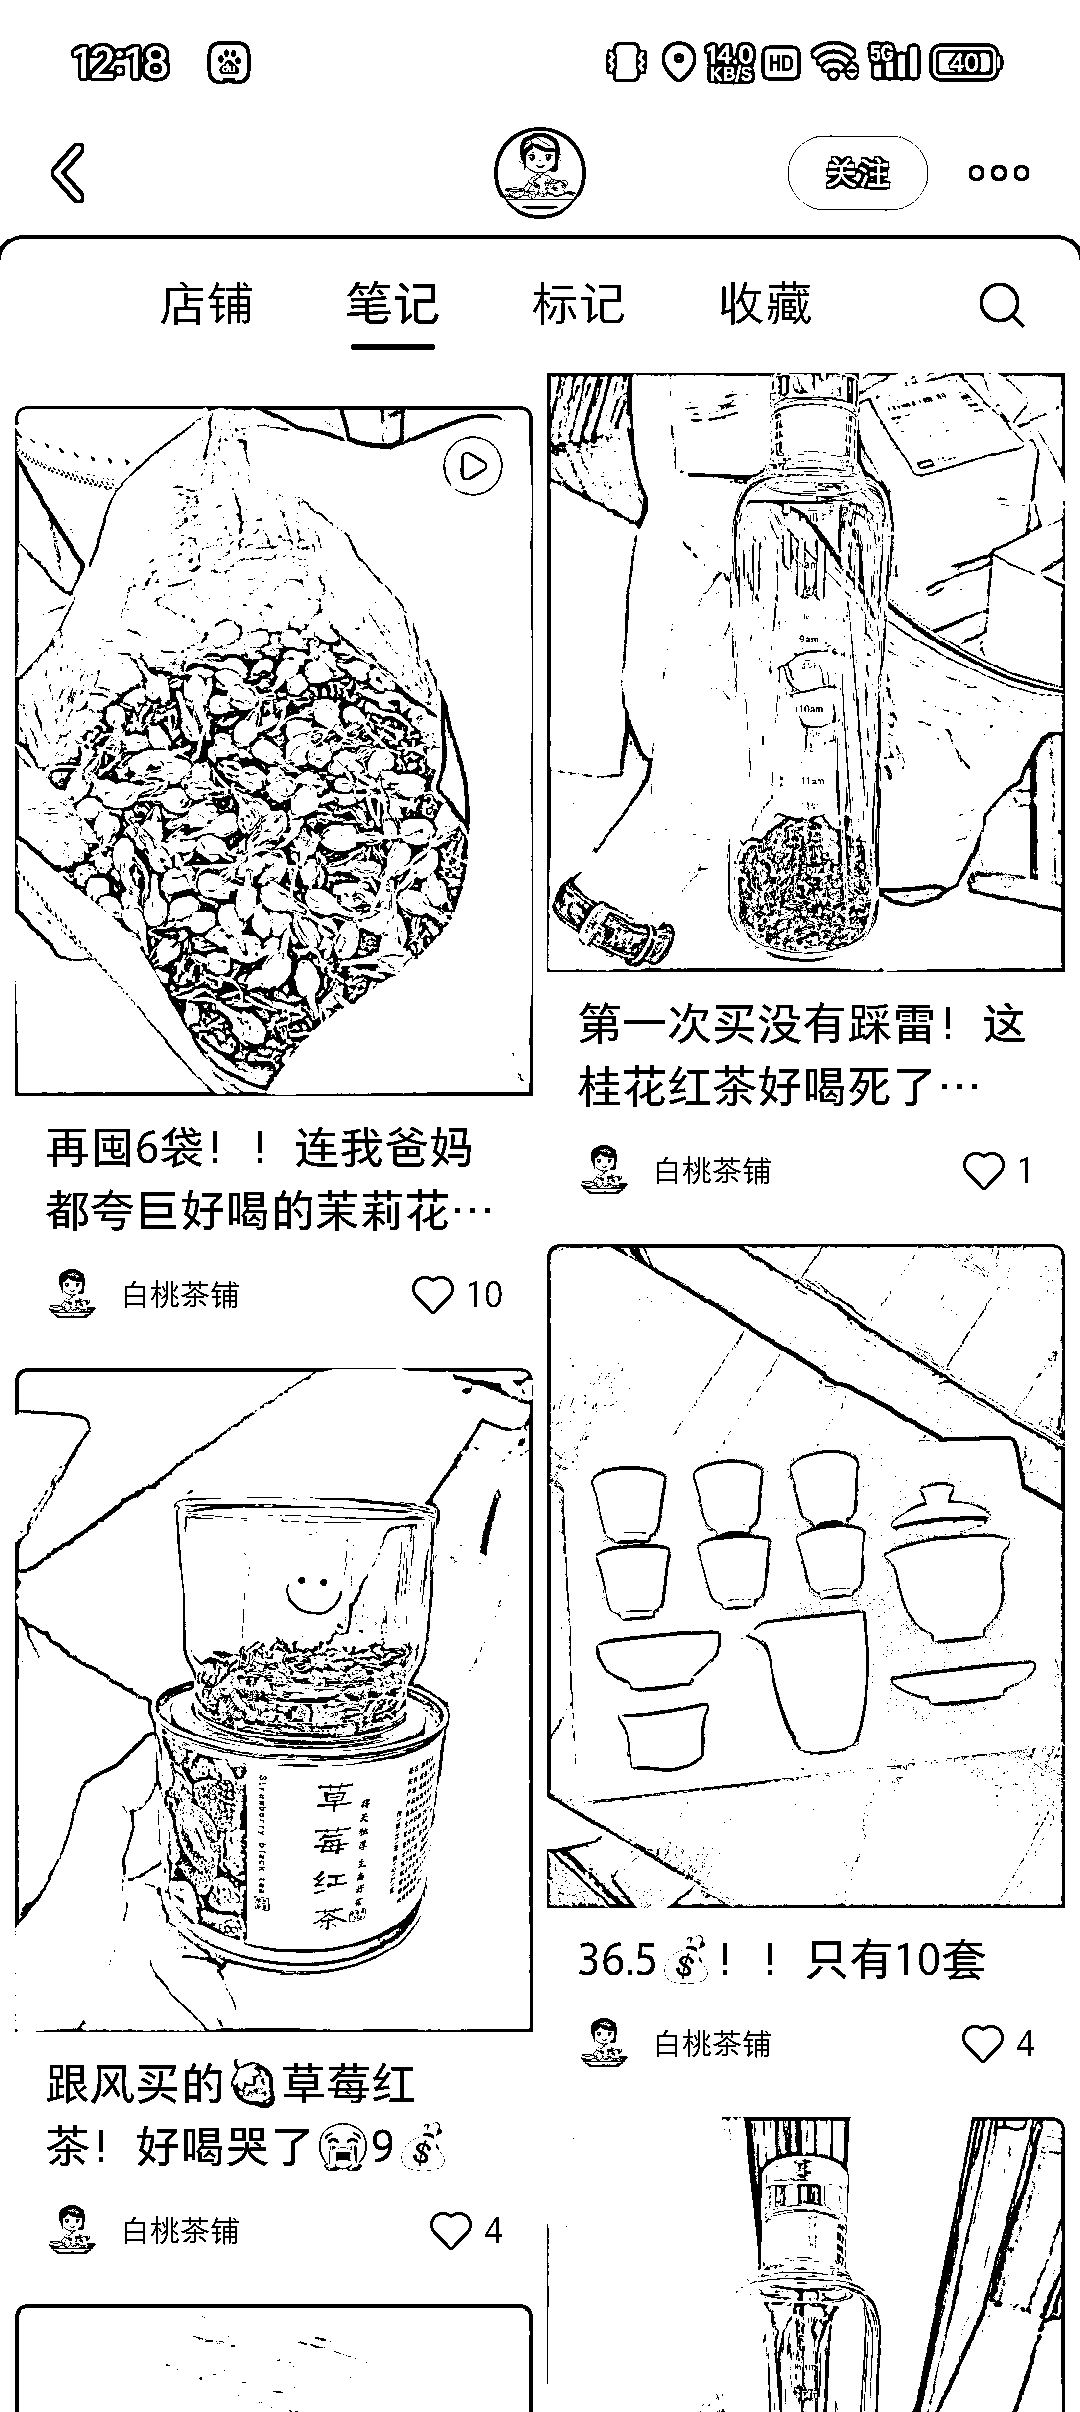 12:18
14.0
KB/S
HD
5G
40
关注
店铺
笔记
标记
收藏
再囤6袋！！连我爸妈
都夸巨好喝的茉莉花…
白桃茶铺
10
9am
10am
11am
第一次买没有踩雷！这
桂花红茶好喝死了…
白桃茶铺
1
Strawberry black tea
草莓红茶
跟风买的🍓草莓红
茶！好喝哭了😭9💰
白桃茶铺
4
36.5💰！！只有10套
白桃茶铺
4